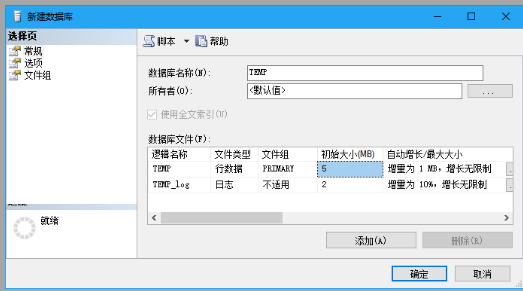 新建数据库
选择页
常规
选项
文件组
脚本 帮助
数据库名称(N): TEMP
所有者(O): <默认值> ...
使用全文索引(U)
数据库文件(F):
逻辑名称 文件类型 文件组 初始大小(MB) 自动增长/最大大小
TEMP 行数据 PRIMARY 5 增量为 1 MB，增长无限制
TEMP_log 日志 不适用 2 增量为 10%，增长无限制
就绪
添加(A) 删除(R)
确定 取消